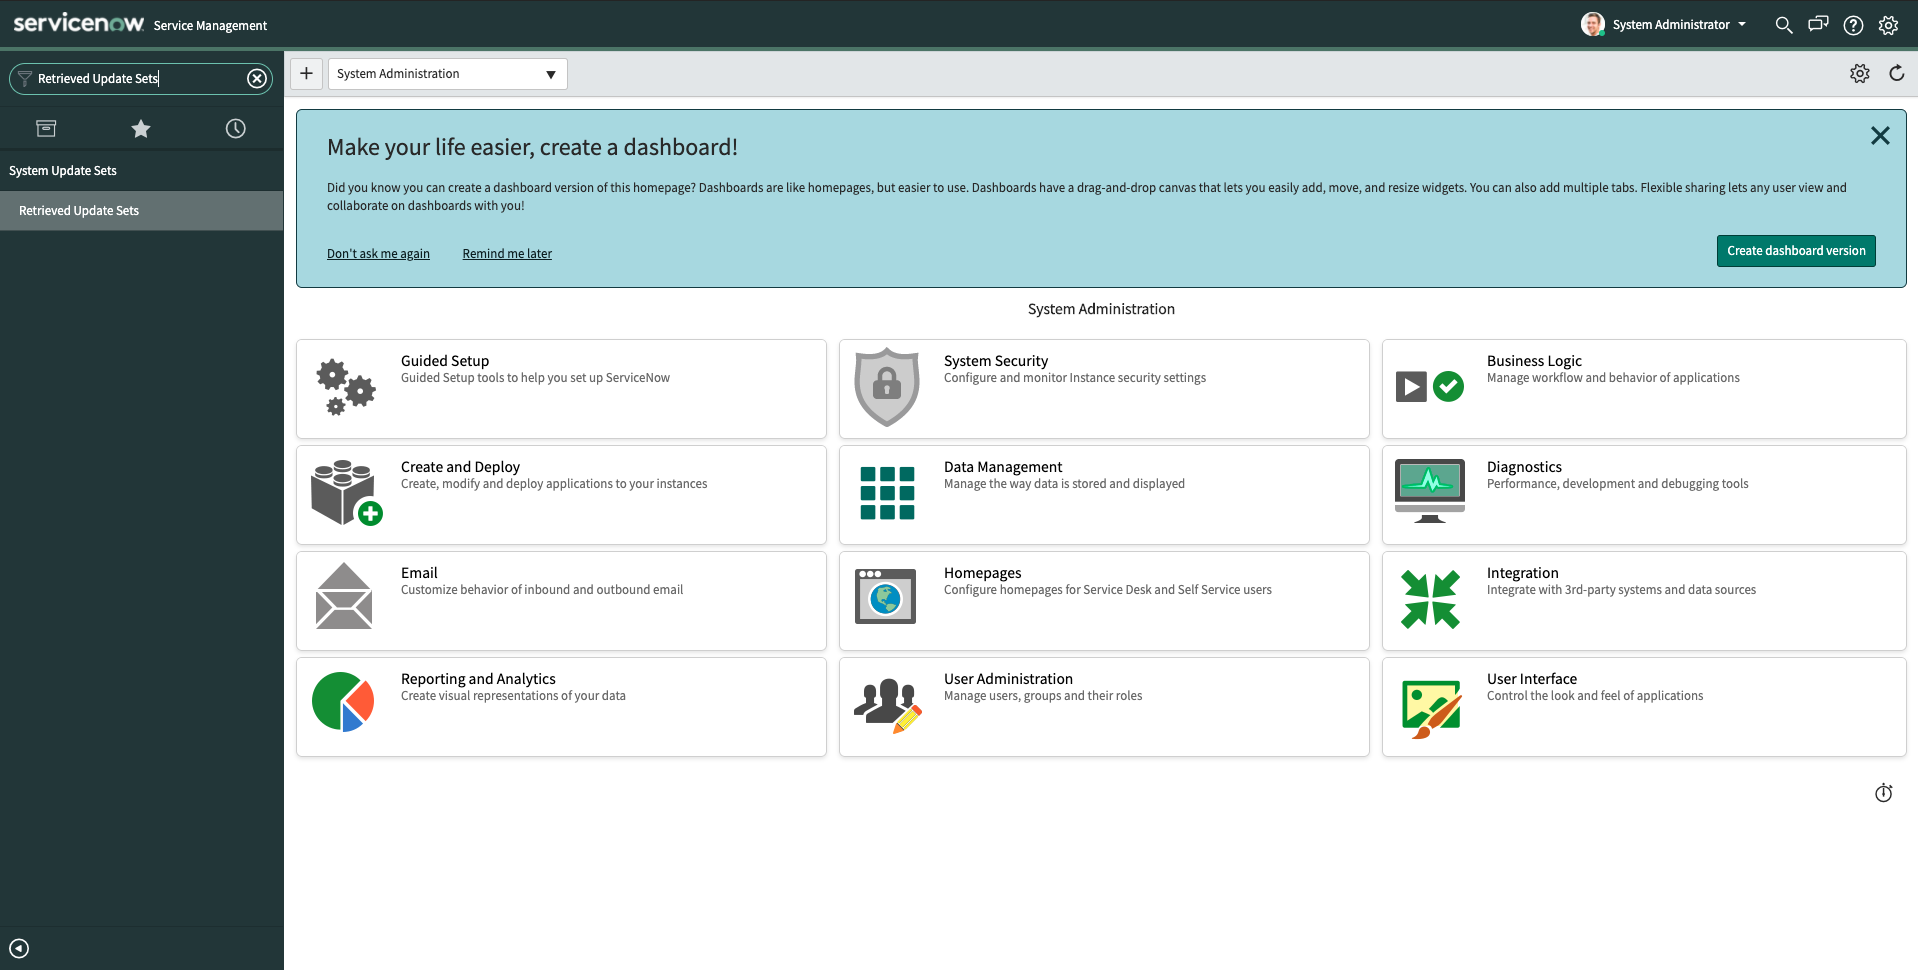 servicenow Service Management
System Administrator
Retrieved Update Sets
System Administration
System Update Sets
Retrieved Update Sets
Make your life easier, create a dashboard!
Did you know you can create a dashboard version of this homepage? Dashboards are like homepages, but easier to use. Dashboards have a drag-and-drop canvas that lets you easily add, move, and resize widgets. You can also add multiple tabs. Flexible sharing lets any user view and
collaborate on dashboards with you!
Don't ask me again
Remind me later
Create dashboard version
System Administration
Guided Setup
Guided Setup tools to help you set up ServiceNow
System Security
Configure and monitor Instance security settings
Business Logic
Manage workflow and behavior of applications
Create and Deploy
Create, modify and deploy applications to your instances
Data Management
Manage the way data is stored and displayed
Diagnostics
Performance, development and debugging tools
Email
Customize behavior of inbound and outbound email
Homepages
Configure homepages for Service Desk and Self Service users
Integration
Integrate with 3rd-party systems and data sources
Reporting and Analytics
Create visual representations of your data
User Administration
Manage users, groups and their roles
User Interface
Control the look and feel of applications